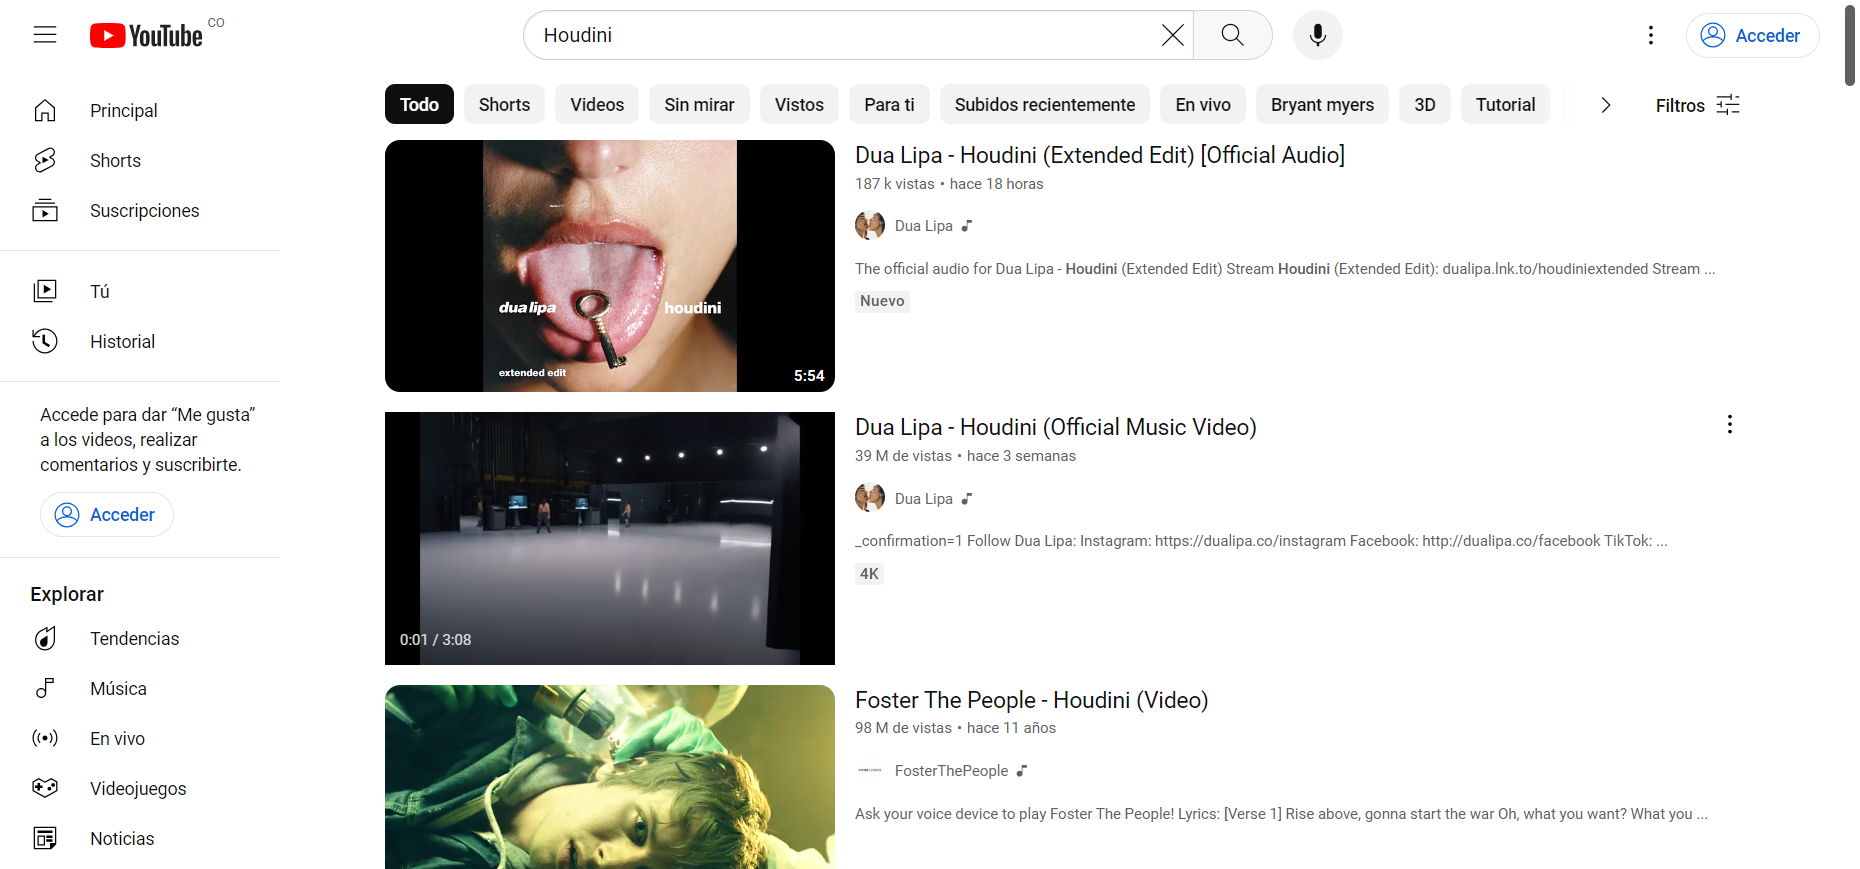 YouTube CO
Houdini
Acceder
Principal
Shorts
Suscripciones
Tú
Historial
Accede para dar “Me gusta”
a los videos, realizar
comentarios y suscribirte.
Acceder
Explorar
Tendencias
Música
En vivo
Videojuegos
Noticias
Todo Shorts Videos Sin mirar Vistos Para ti Subidos recientemente En vivo Bryant myers 3D Tutorial Filtros
dua lipa houdini
extended edit
5:54
Dua Lipa - Houdini (Extended Edit) [Official Audio]
187 k vistas • hace 18 horas
Dua Lipa
The official audio for Dua Lipa - Houdini (Extended Edit) Stream Houdini (Extended Edit): dualipa.lnk.to/houdiniextended Stream ...
Nuevo
0:01 / 3:08
Dua Lipa - Houdini (Official Music Video)
39 M de vistas • hace 3 semanas
Dua Lipa
_confirmation=1 Follow Dua Lipa: Instagram: https://dualipa.co/instagram Facebook: http://dualipa.co/facebook TikTok: ...
4K
Foster The People - Houdini (Video)
98 M de vistas • hace 11 años
FosterThePeople
Ask your voice device to play Foster The People! Lyrics: [Verse 1] Rise above, gonna start the war Oh, what you want? What you ...